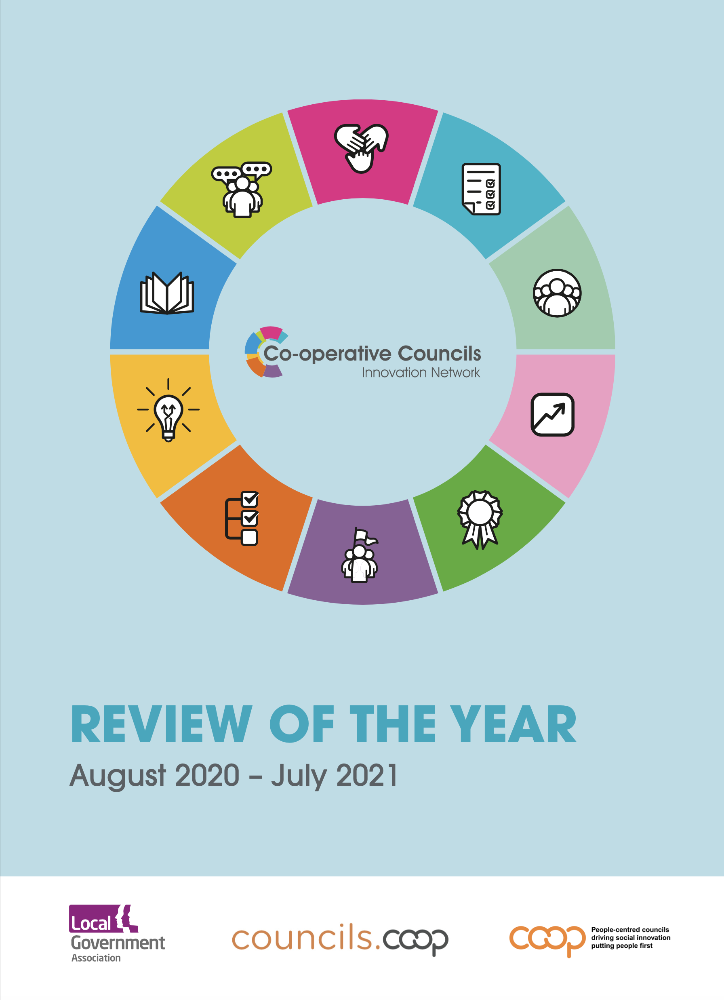 Co-operative Councils
Innovation Network
REVIEW OF THE YEAR
August 2020 – July 2021
Local
Government
Association
councils.coop
coop
People-centred councils
driving social innovation
putting people first